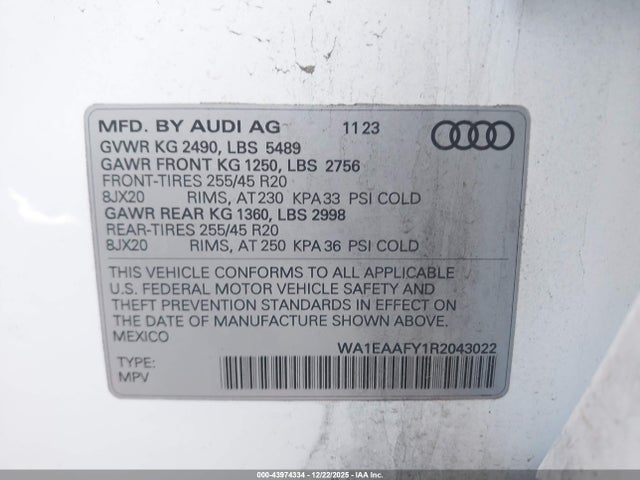 MFD. BY AUDI AG 11 23
GVWR KG 2490, LBS 5489
GAWR FRONT KG 1250, LBS 2756
FRONT-TIRES 255/45 R20
8JX20 RIMS, AT 230 KPA 33 PSI COLD
GAWR REAR KG 1360, LBS 2998
REAR-TIRES 255/45 R20
8JX20 RIMS, AT 250 KPA 36 PSI COLD
THIS VEHICLE CONFORMS TO ALL APPLICABLE
U.S. FEDERAL MOTOR VEHICLE SAFETY AND
THEFT PREVENTION STANDARDS IN EFFECT ON
THE DATE OF MANUFACTURE SHOWN ABOVE.
MEXICO
WA1EAAFY1R2043022
TYPE:
MPV
000-43974334 | 12/22/2025 - IAA Inc.